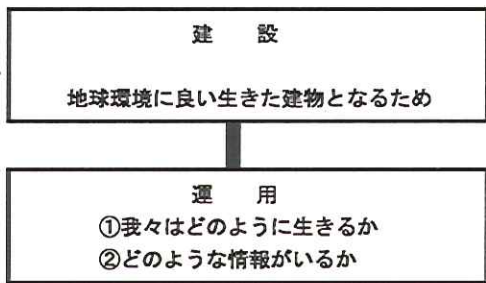 建　設
地球環境に良い生きた建物となるため
運　用
①我々はどのように生きるか
②どのような情報がいるか